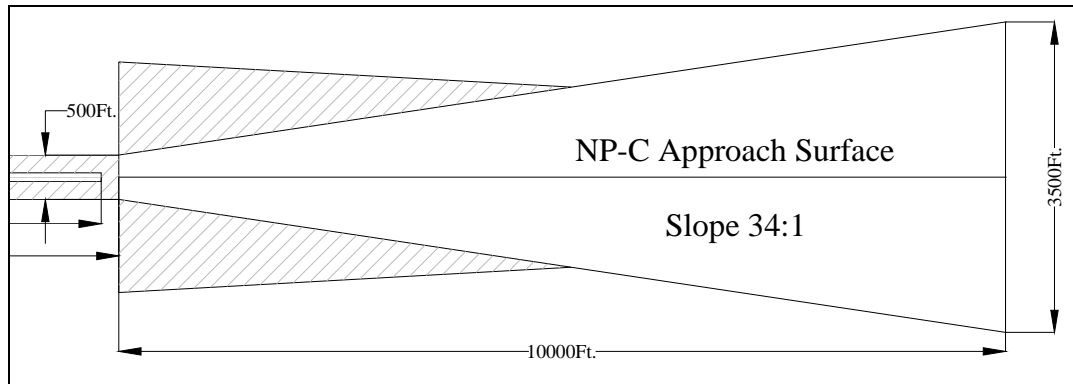 500Ft.
NP-C Approach Surface
Slope 34:1
3500Ft.
10000Ft.